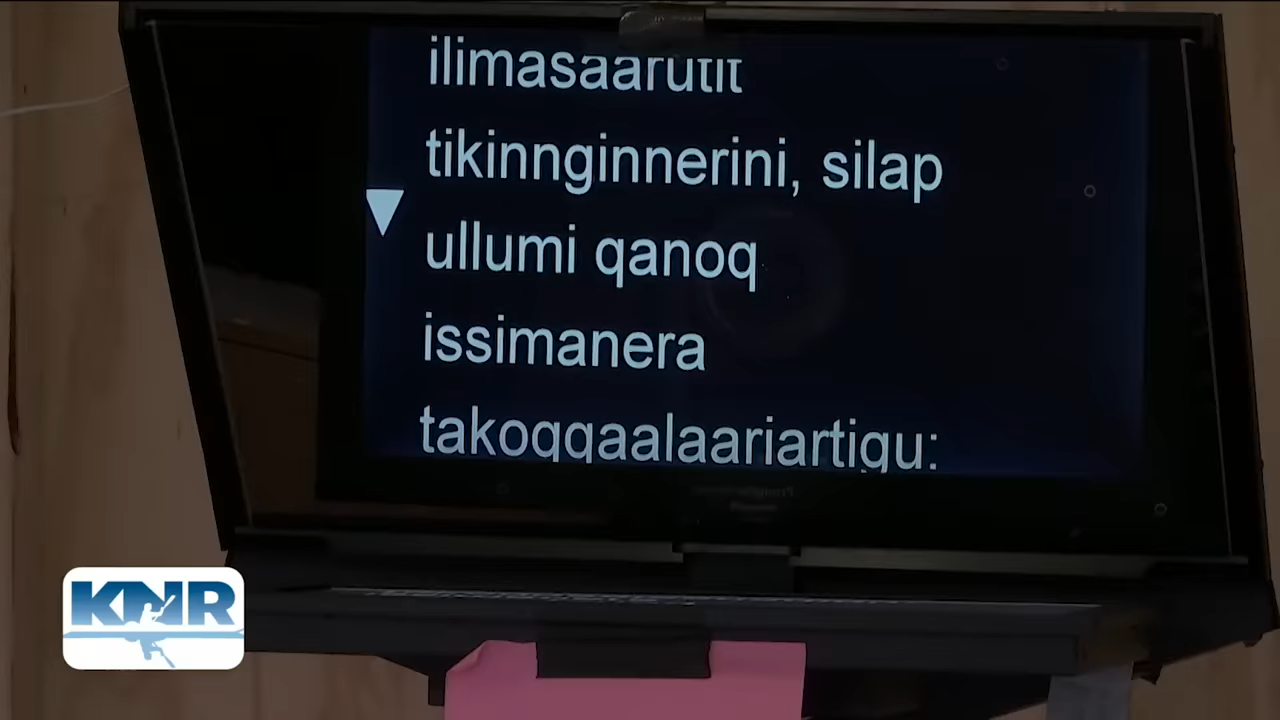 ilimasaarutit
tikinnginnerini, silap
ullumi qanoq
issimanera
takoqqaalaariartigu:
KNR